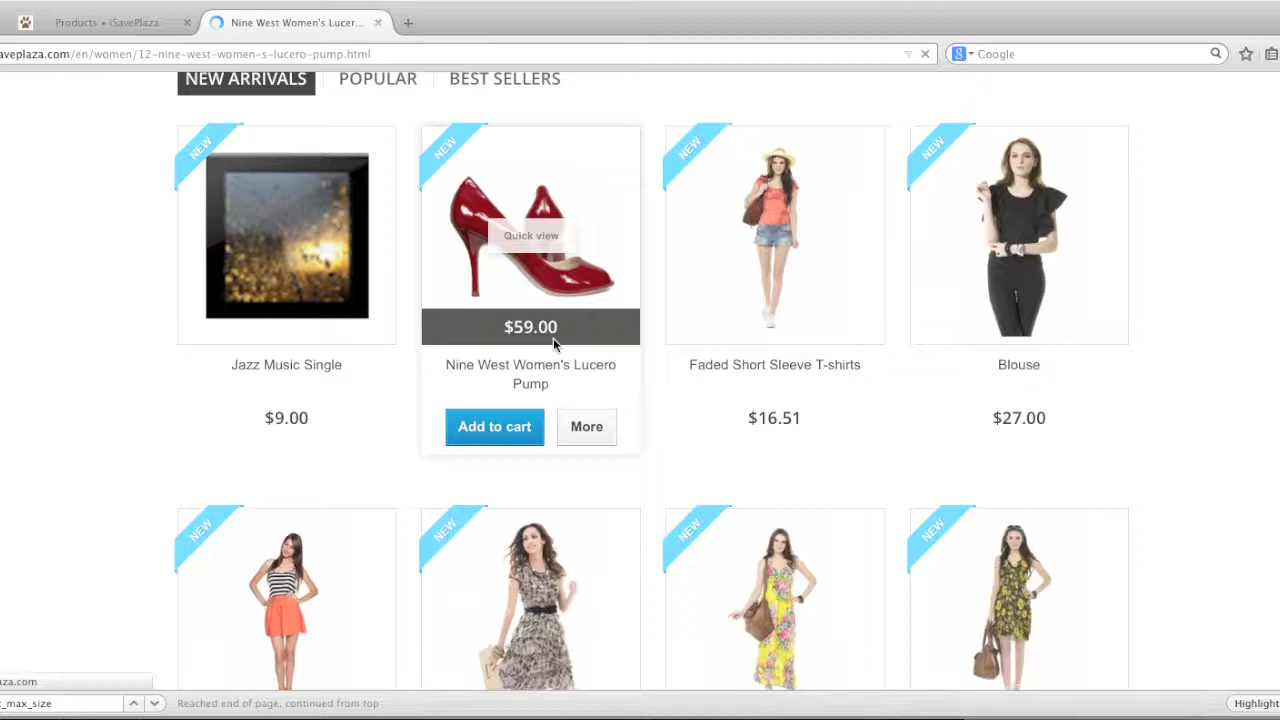 Products • iSavePlaza
Nine West Women's Lucer...
aveplaza.com/en/women/12-nine-west-women-s-lucero-pump.html
Google
NEW ARRIVALS
POPULAR
BEST SELLERS
NEW
NEW
NEW
NEW
Quick view
$59.00
Jazz Music Single
Nine West Women's Lucero
Pump
Faded Short Sleeve T-shirts
Blouse
$9.00
$16.51
$27.00
Add to cart
More
NEW
NEW
NEW
NEW
aza.com
t_max_size
Reached end of page, continued from top
Highlight